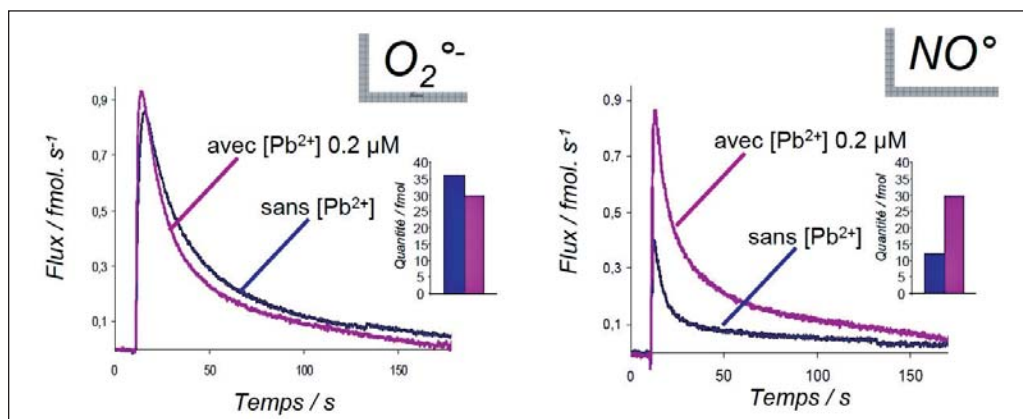 O₂°⁻
Flux / fmol. s⁻¹
0,9
0,7
0,5
0,3
0,1
avec [Pb²⁺] 0.2 µM
sans [Pb²⁺]
Quantité / fmol
40
35
30
25
20
15
10
5
0
0 50 100 150
Temps / s
NO°
Flux / fmol. s⁻¹
0.9
0,7
0,5
0,3
0,1
avec [Pb²⁺] 0.2 µM
sans [Pb²⁺]
Quantité / fmol
40
35
30
25
20
15
10
5
0
0 50 100 150
Temps / s